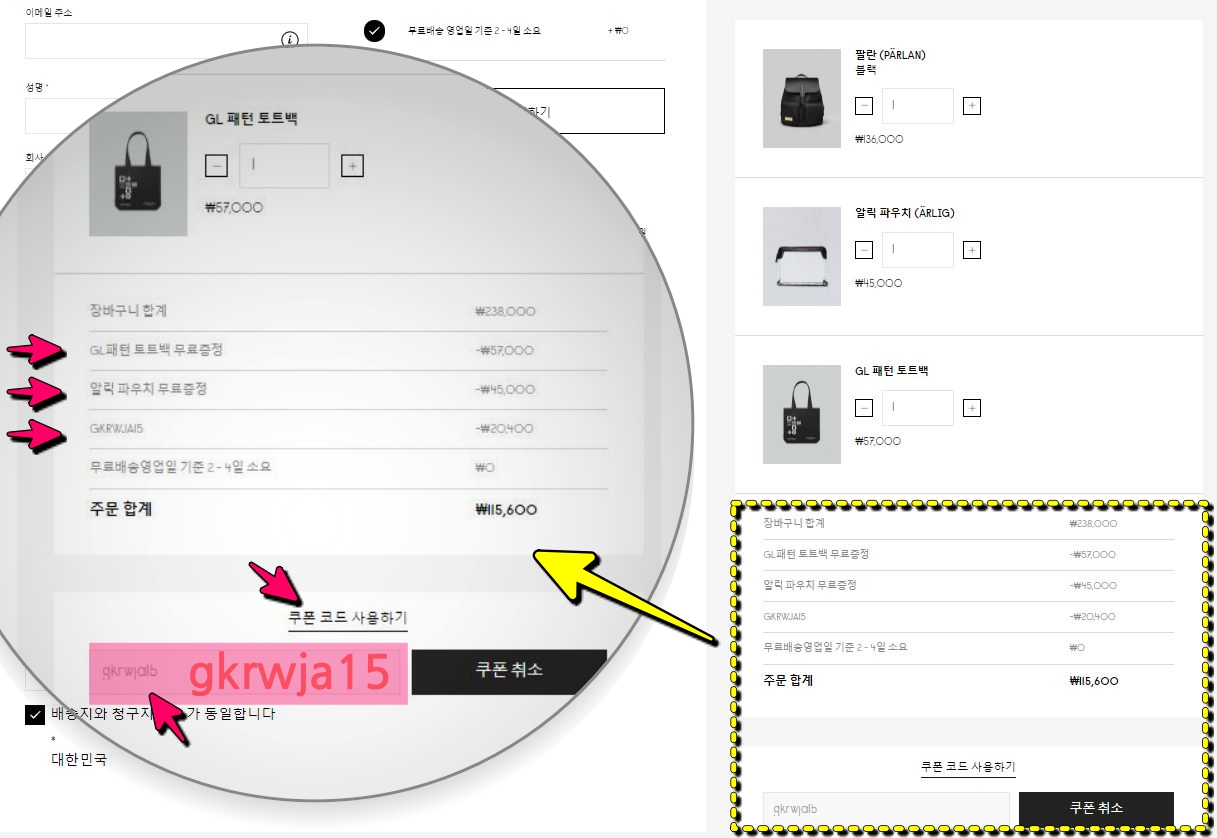 이메일 주소
i
무료배송 영업일 기준 2 - 4일 소요
+ ₩0
성명 *
하기
회사
GL 패턴 토트백
−
1
+
₩57,000
장바구니 합계
₩238,000
GL패턴 토트백 무료증정
-₩57,000
알릭 파우치 무료증정
-₩45,000
GKRWJA15
-₩20,400
무료배송영업일 기준 2 - 4일 소요
₩0
주문 합계
₩115,600
쿠폰 코드 사용하기
gkrwja15
gkrwja15
쿠폰 취소
배송지와 청구지
가 동일합니다
*
대한민국
팔란 (PÄRLAN)
블랙
−
1
+
₩136,000
알릭 파우치 (ÄRLIG)
−
1
+
₩45,000
GL 패턴 토트백
−
1
+
₩57,000
장바구니 합계
₩238,000
GL패턴 토트백 무료증정
-₩57,000
알릭 파우치 무료증정
-₩45,000
GKRWJA15
-₩20,400
무료배송영업일 기준 2 - 4일 소요
₩0
주문 합계
₩115,600
쿠폰 코드 사용하기
gkrwja15
쿠폰 취소